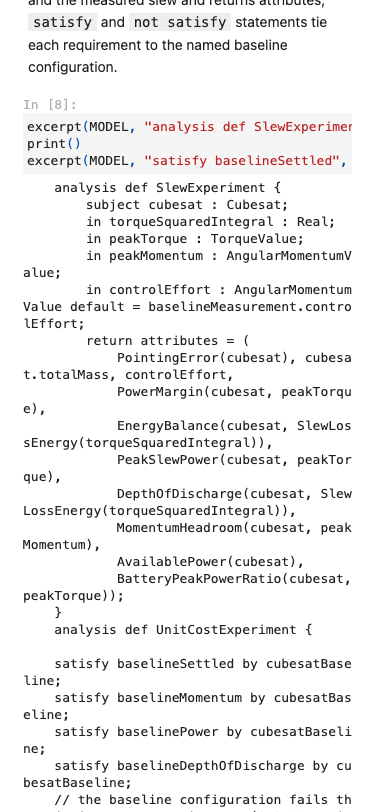 and the measured slew and returns attributes;
satisfy and not satisfy statements tie
each requirement to the named baseline
configuration.
In [8]:
excerpt(MODEL, "analysis def SlewExperimer
print()
excerpt(MODEL, "satisfy baselineSettled",
    analysis def SlewExperiment {
        subject cubesat : Cubesat;
        in torqueSquaredIntegral : Real;
        in peakTorque : TorqueValue;
        in peakMomentum : AngularMomentumV
alue;
        in controlEffort : AngularMomentum
Value default = baselineMeasurement.contro
lEffort;
        return attributes = (
            PointingError(cubesat), cubesa
t.totalMass, controlEffort,
            PowerMargin(cubesat, peakTorqu
e),
            EnergyBalance(cubesat, SlewLos
sEnergy(torqueSquaredIntegral)),
            PeakSlewPower(cubesat, peakTor
que),
            DepthOfDischarge(cubesat, Slew
LossEnergy(torqueSquaredIntegral)),
            MomentumHeadroom(cubesat, peak
Momentum),
            AvailablePower(cubesat),
            BatteryPeakPowerRatio(cubesat,
peakTorque));
    }
    analysis def UnitCostExperiment {
    satisfy baselineSettled by cubesatBase
line;
    satisfy baselineMomentum by cubesatBas
eline;
    satisfy baselinePower by cubesatBaseli
ne;
    satisfy baselineDepthOfDischarge by cu
besatBaseline;
    // the baseline configuration fails th